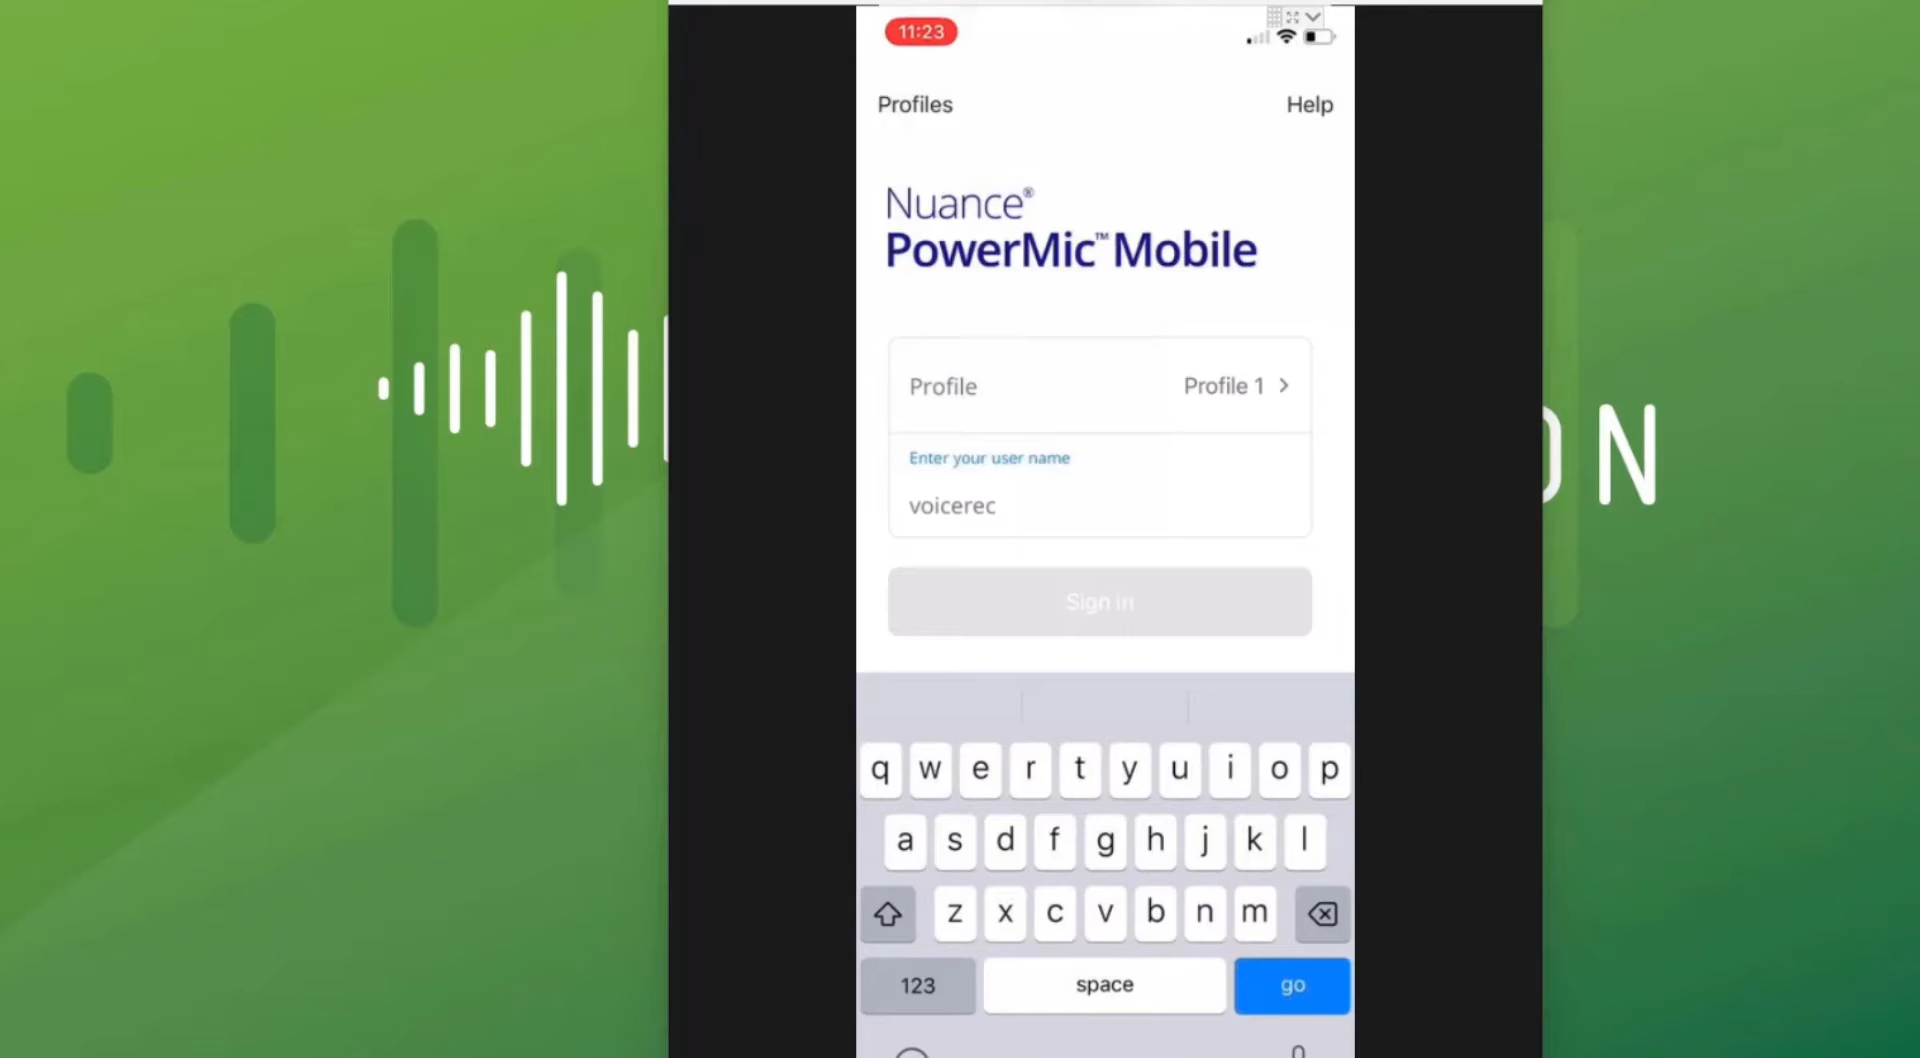 11:23
Profiles
Help
Nuance®
PowerMic™ Mobile
Profile
Profile 1
Enter your user name
voicerec
Sign in
q w e r t y u i o p
a s d f g h j k l
z x c v b n m
123
space
go
N